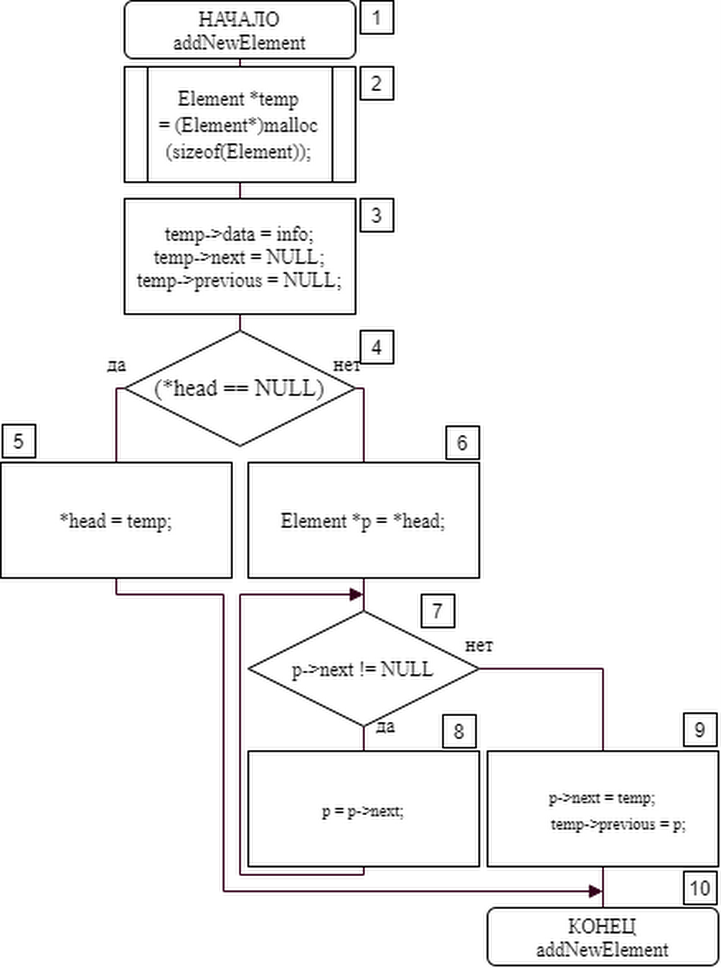 НАЧАЛО
addNewElement
1
2
Element *temp
= (Element*)malloc
(sizeof(Element));
3
temp->data = info;
temp->next = NULL;
temp->previous = NULL;
4
да
нет
(*head == NULL)
5
6
*head = temp;
Element *p = *head;
7
нет
p->next != NULL
да
8
9
p = p->next;
p->next = temp;
temp->previous = p;
10
КОНЕЦ
addNewElement